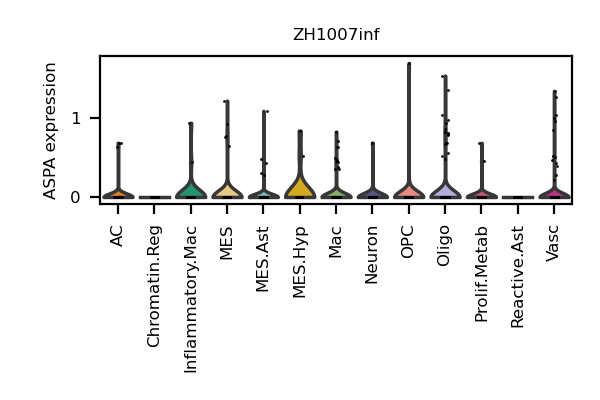 ZH1007inf
ASPA expression
1
0
AC
Chromatin.Reg
Inflammatory.Mac
MES
MES.Ast
MES.Hyp
Mac
Neuron
OPC
Oligo
Prolif.Metab
Reactive.Ast
Vasc